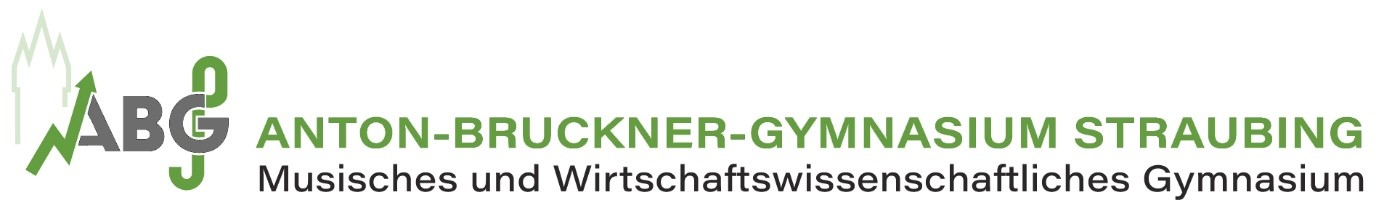 ABG
ANTON-BRUCKNER-GYMNASIUM STRAUBING
Musisches und Wirtschaftswissenschaftliches Gymnasium